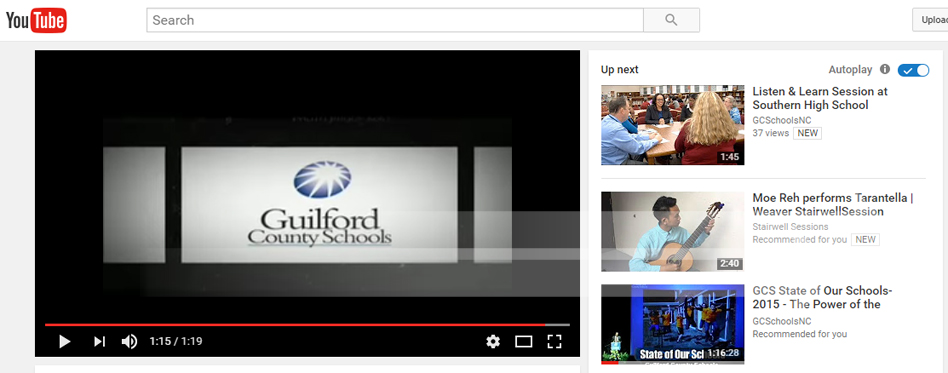 YouTube
Search
Uploa
Guilford
County Schools
1:15 / 1:19
Up next
Autoplay
Listen & Learn Session at
Southern High School
GCSchoolsNC
37 views NEW
1:45
Moe Reh performs Tarantella |
Weaver StairwellSession
Stairwell Sessions
Recommended for you NEW
2:40
GCS State of Our Schools-
2015 - The Power of the
GCSchoolsNC
Recommended for you
State of Our Sch
1:16:28